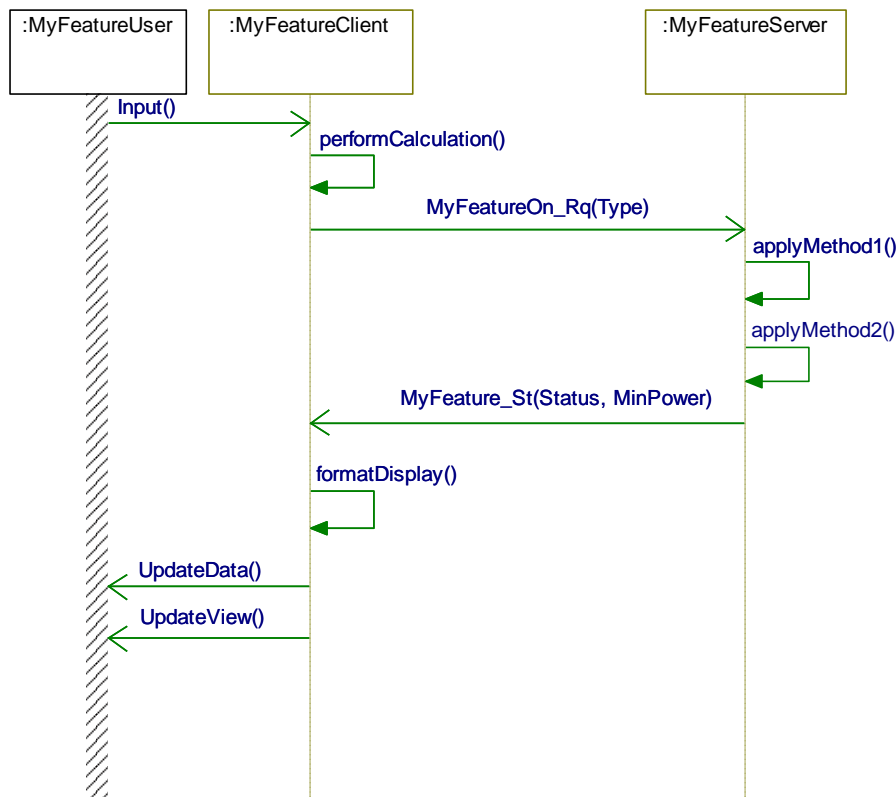 :MyFeatureUser
:MyFeatureClient
:MyFeatureServer
Input()
performCalculation()
MyFeatureOn_Rq(Type)
applyMethod1()
applyMethod2()
MyFeature_St(Status, MinPower)
formatDisplay()
UpdateData()
UpdateView()